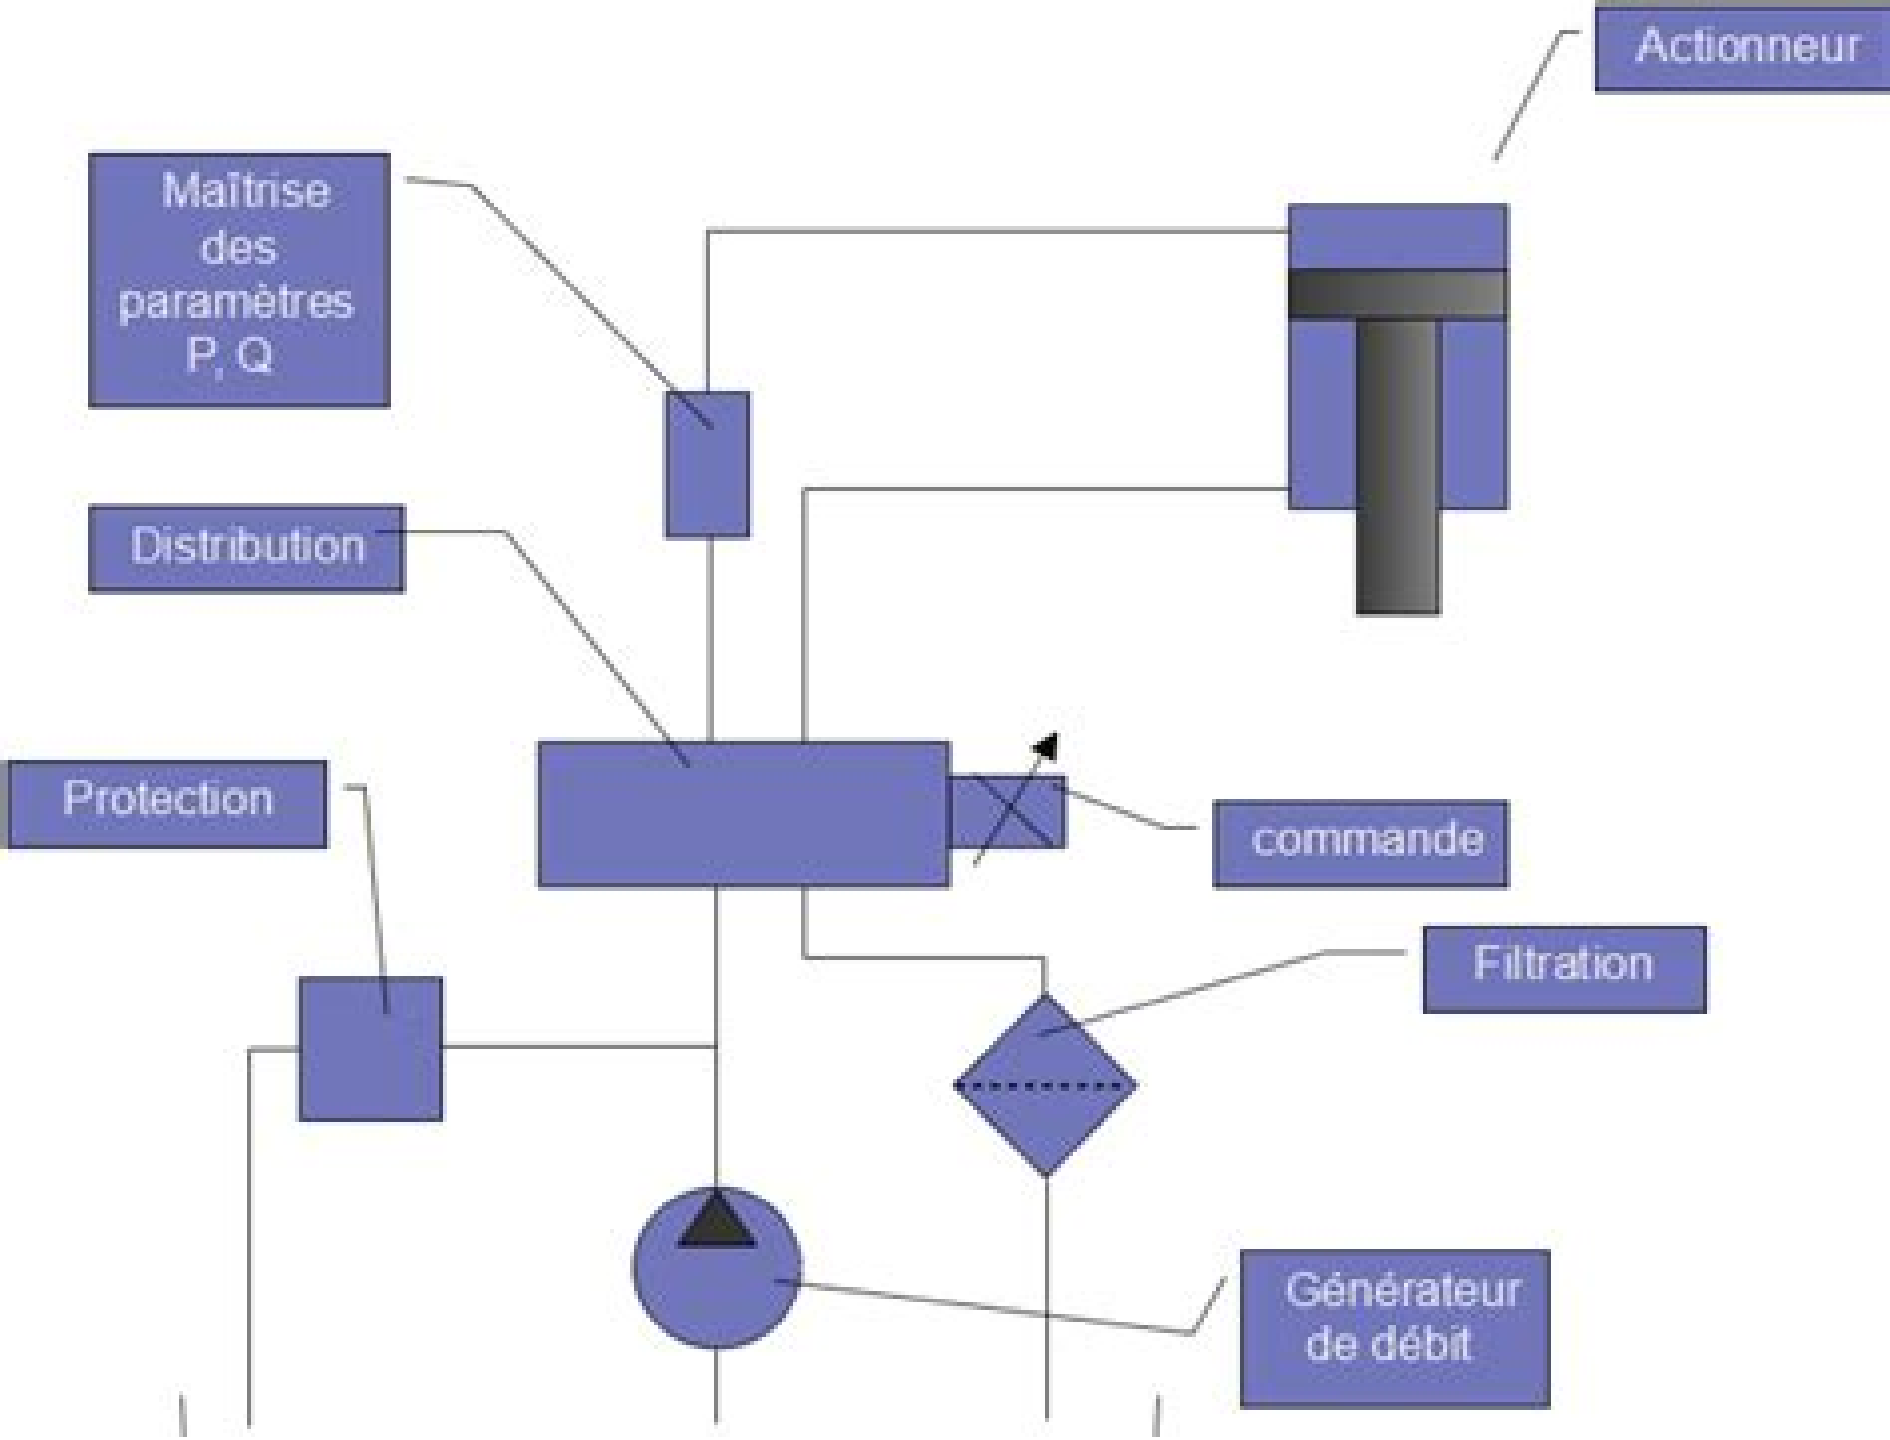 Actionneur
Maîtrise
des
paramètres
P, Q
Distribution
Protection
commande
Filtration
Générateur
de débit